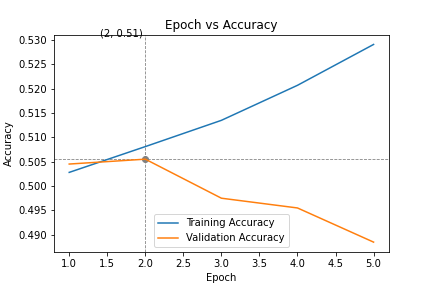 Epoch vs Accuracy
(2, 0.51)
0.530
0.525
0.520
0.515
0.510
0.505
0.500
0.495
0.490
Accuracy
Training Accuracy
Validation Accuracy
1.0 1.5 2.0 2.5 3.0 3.5 4.0 4.5 5.0
Epoch